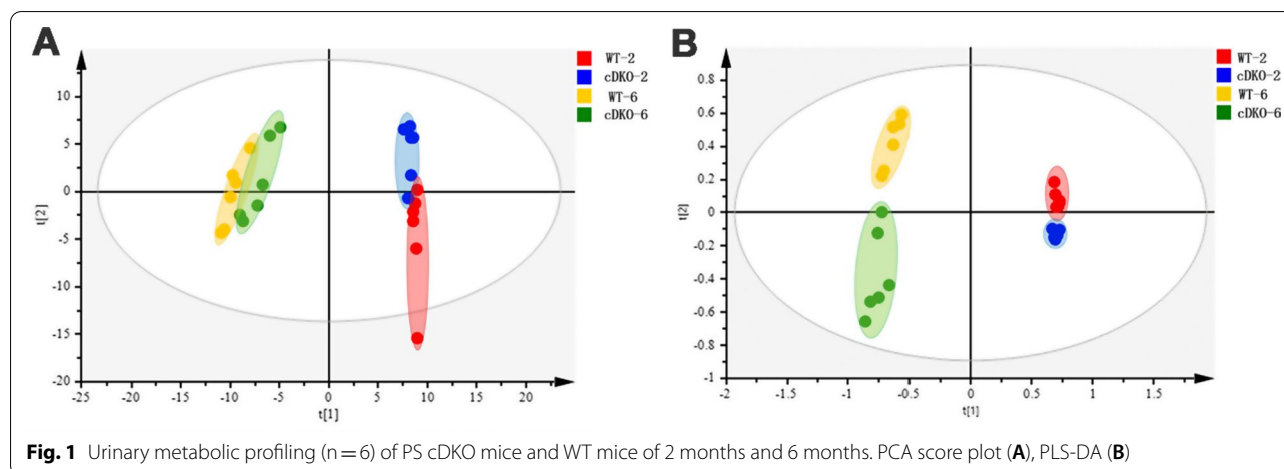 A
WT-2
cDKO-2
WT-6
cDKO-6
10
5
0
-5
-10
-15
-20
t[2]
-25
-20
-15
-10
-5
0
5
10
15
20
t[1]
B
WT-2
cDKO-2
WT-6
cDKO-6
0.8
0.6
0.4
0.2
0
-0.2
-0.4
-0.6
-0.8
-1
t[2]
-2
-1.5
-1
-0.5
0
0.5
1
1.5
t[1]
Fig. 1 Urinary metabolic profiling (n = 6) of PS cDKO mice and WT mice of 2 months and 6 months. PCA score plot (A), PLS-DA (B)